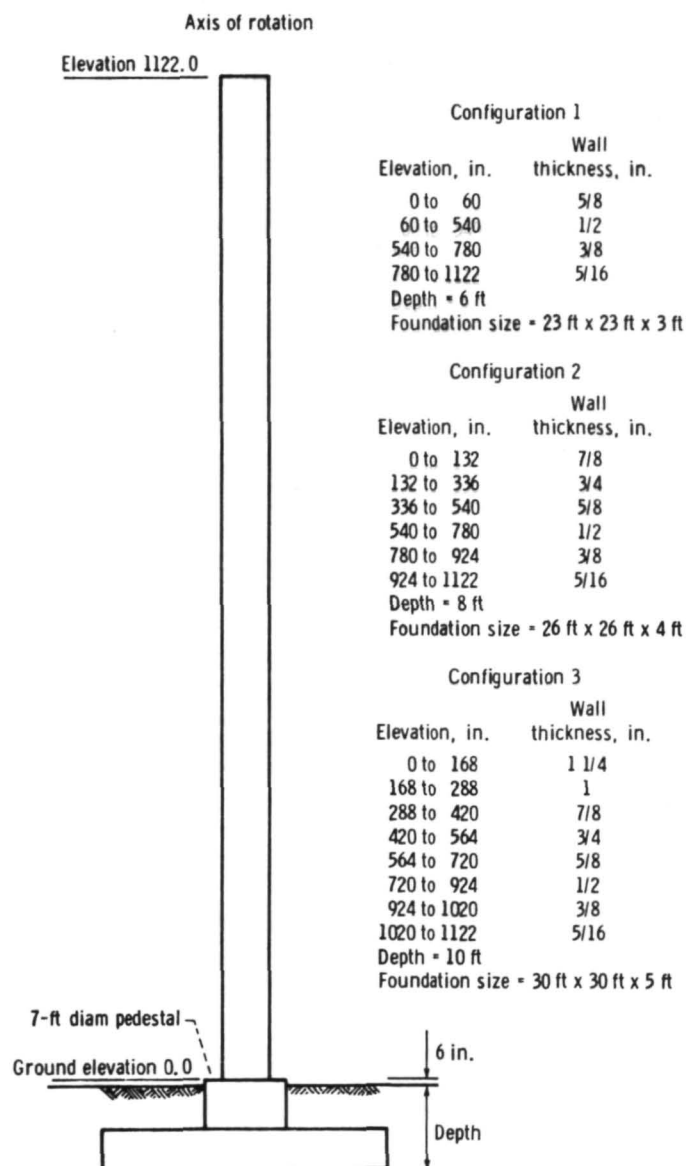 Axis of rotation
Elevation 1122.0
Configuration 1
Wall
Elevation, in. thickness, in.
0 to 60 5/8
60 to 540 1/2
540 to 780 3/8
780 to 1122 5/16
Depth = 6 ft
Foundation size = 23 ft x 23 ft x 3 ft
Configuration 2
Wall
Elevation, in. thickness, in.
0 to 132 7/8
132 to 336 3/4
336 to 540 5/8
540 to 780 1/2
780 to 924 3/8
924 to 1122 5/16
Depth = 8 ft
Foundation size = 26 ft x 26 ft x 4 ft
Configuration 3
Wall
Elevation, in. thickness, in.
0 to 168 1 1/4
168 to 288 1
288 to 420 7/8
420 to 564 3/4
564 to 720 5/8
720 to 924 1/2
924 to 1020 3/8
1020 to 1122 5/16
Depth = 10 ft
Foundation size = 30 ft x 30 ft x 5 ft
7-ft diam pedestal
6 in.
Ground elevation 0.0
Depth